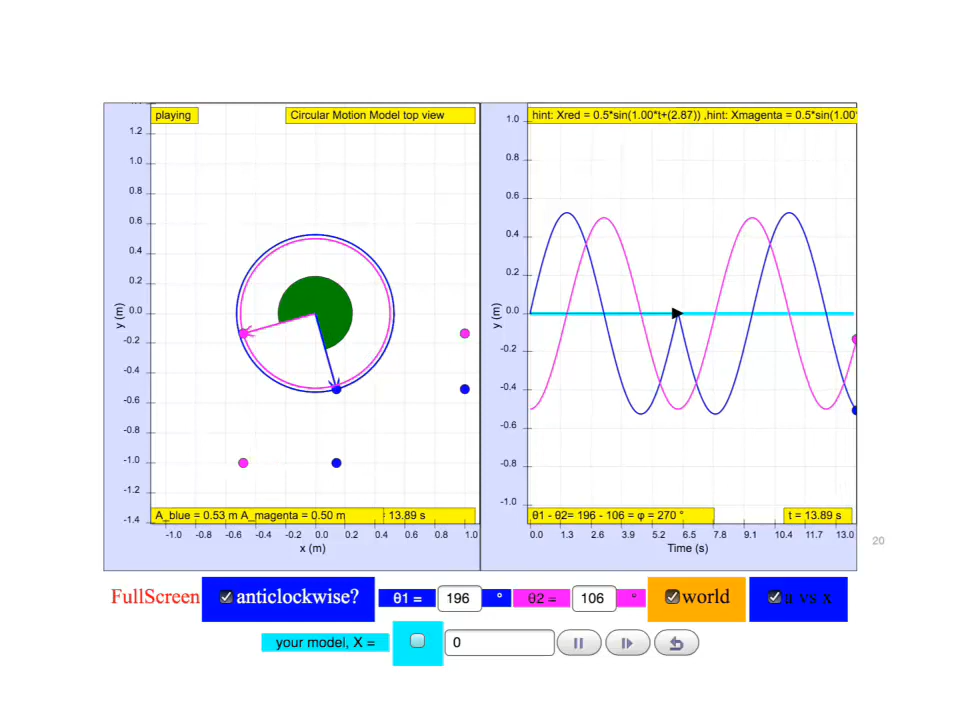 playing
Circular Motion Model top view
1.2
1.0
0.8
0.6
0.4
0.2
0.0
-0.2
-0.4
-0.6
-0.8
-1.0
-1.2
-1.4
y (m)
A_blue = 0.53 m A_magenta = 0.50 m
13.89 s
-1.0 -0.8 -0.6 -0.4 -0.2 0.0 0.2 0.4 0.6 0.8 1.0
x (m)
hint: Xred = 0.5*sin(1.00*t+(2.87)) ,hint: Xmagenta = 0.5*sin(1.00
1.0
0.8
0.6
0.4
0.2
0.0
-0.2
-0.4
-0.6
-0.8
-1.0
y (m)
θ1 - θ2= 196 - 106 = φ = 270 °
t = 13.89 s
0.0 1.3 2.6 3.9 5.2 6.5 7.8 9.1 10.4 11.7 13.0
Time (s)
20
FullScreen anticlockwise? θ1 = 196 ° θ2 = 106 ° world vs x
your model, X = 0